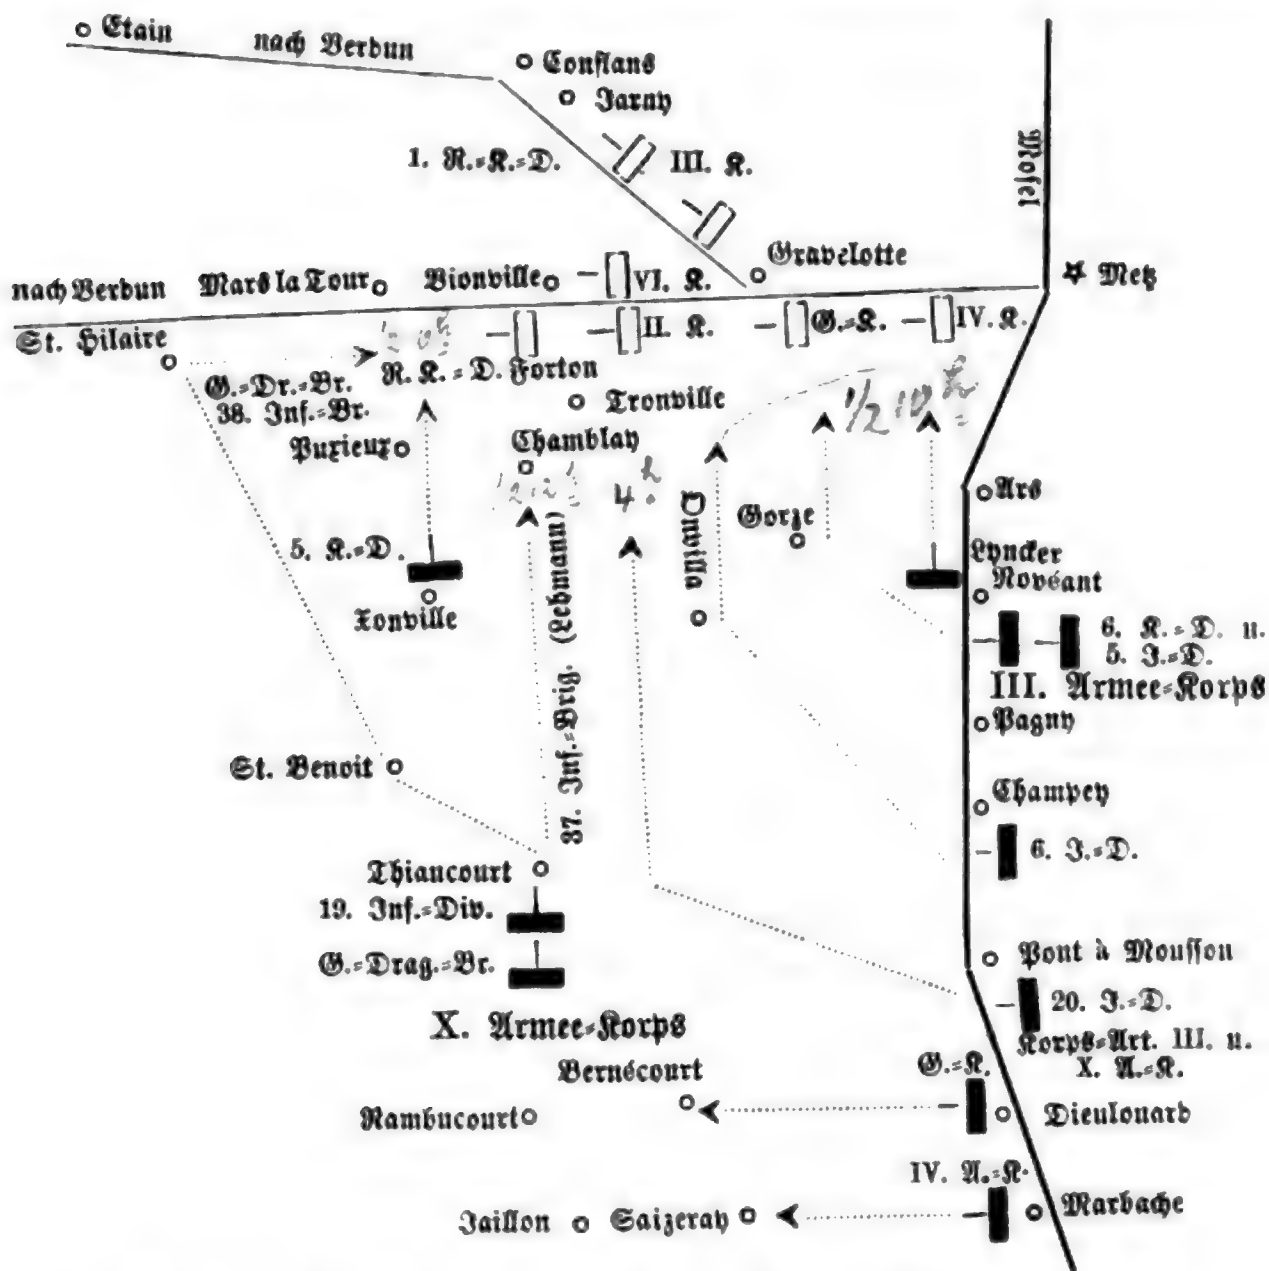 Etain
nach Verdun
Conflans
Jarny
1. R.=K.=D.
III. K.
Mosel
Gravelotte
nach Verdun
Mars la Tour
Vionville
VI. K.
Metz
St. Hilaire
II. K.
G.=K.
IV. K.
R. K.=D. Forton
G.=Dr.=Br.
38. Inf.=Br.
Tronville
1/2 10 h
Puxieux
Chamblay
4 h
Ars
Gorze
5. K.=D.
Lyncker
Novéant
Xonville
37. Inf.=Brig. (Lehmann)
6. K.=D. u.
5. J.=D.
III. Armee=Korps
Pagny
St. Benoit
Champey
6. J.=D.
Thiancourt
19. Inf.=Div.
G.=Drag.=Br.
Pont à Mousson
20. J.=D.
X. Armee=Korps
Korps=Art. III. u.
X. A.=K.
Bernécourt
G.=K.
Rambucourt
Dieulouard
IV. A.=K.
Jaillon
Saizeray
Marbache